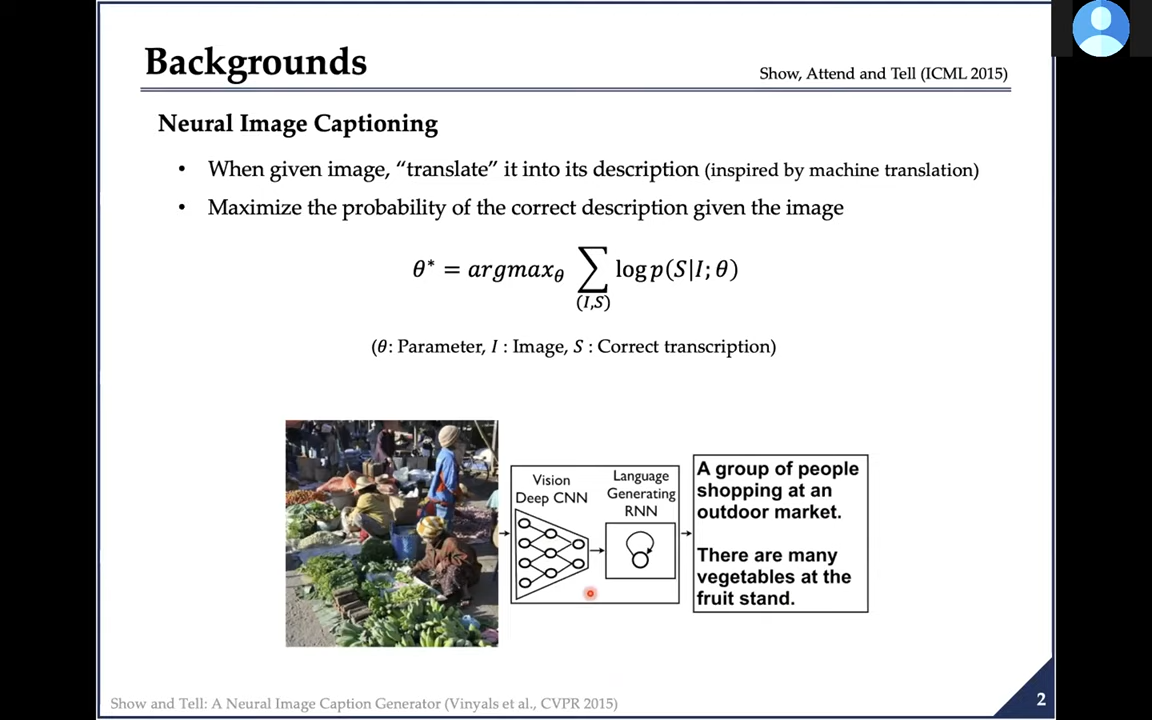 Backgrounds
Show, Attend and Tell (ICML 2015)
Neural Image Captioning
• When given image, “translate” it into its description (inspired by machine translation)
• Maximize the probability of the correct description given the image
θ* = argmax_θ ∑_(I,S) log p(S|I; θ)
(θ: Parameter, I : Image, S : Correct transcription)
Vision
Deep CNN
Language
Generating
RNN
A group of people
shopping at an
outdoor market.
There are many
vegetables at the
fruit stand.
Show and Tell: A Neural Image Caption Generator (Vinyals et al., CVPR 2015)
2